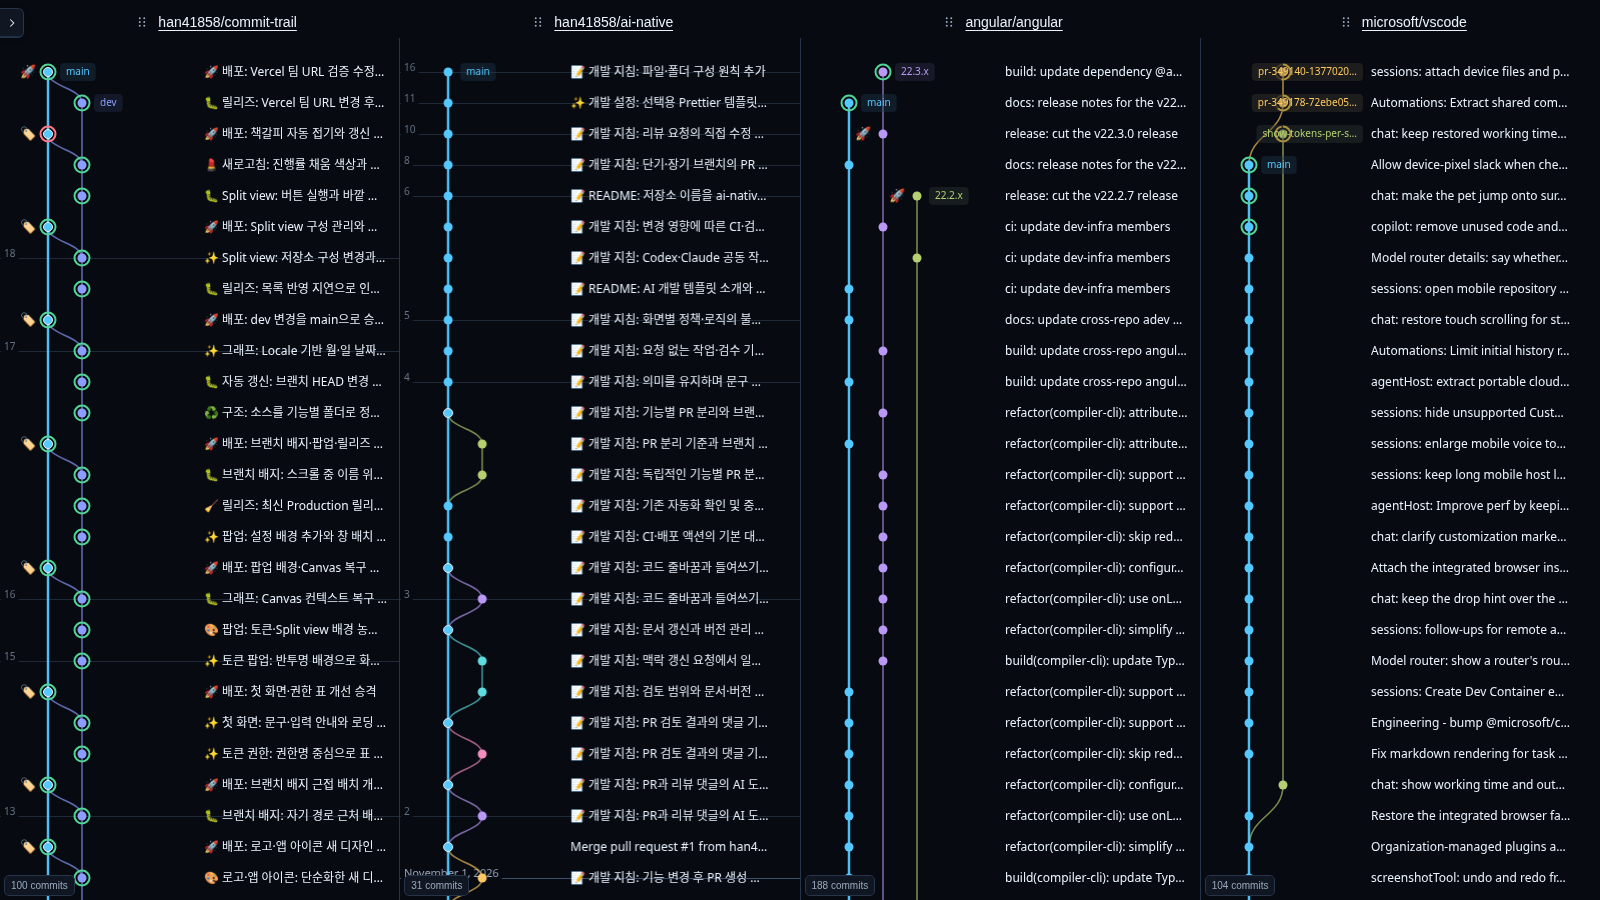 han41858/commit-trail
han41858/ai-native
angular/angular
microsoft/vscode
main
🚀 배포: Vercel 팀 URL 검증 수정...
dev
🐛 릴리즈: Vercel 팀 URL 변경 후...
🚀 배포: 책갈피 자동 접기와 갱신 ...
💄 새로고침: 진행률 채움 색상과 ...
🐛 Split view: 버튼 실행과 바깥 ...
🚀 배포: Split view 구성 관리와 ...
18
✨ Split view: 저장소 구성 변경과...
🐛 릴리즈: 목록 반영 지연으로 인...
🚀 배포: dev 변경을 main으로 승...
17
✨ 그래프: Locale 기반 월·일 날짜...
🐛 자동 갱신: 브랜치 HEAD 변경 ...
♻️ 구조: 소스를 기능별 폴더로 정...
🚀 배포: 브랜치 배지·팝업·릴리즈 ...
🐛 브랜치 배지: 스크롤 중 이름 위...
🧹 릴리즈: 최신 Production 릴리...
✨ 팝업: 설정 배경 추가와 창 배치 ...
🚀 배포: 팝업 배경·Canvas 복구 ...
16
🐛 그래프: Canvas 컨텍스트 복구 ...
🎨 팝업: 토큰·Split view 배경 농...
15
✨ 토큰 팝업: 반투명 배경으로 화...
🚀 배포: 첫 화면·권한 표 개선 승격
✨ 첫 화면: 문구·입력 안내와 로딩 ...
✨ 토큰 권한: 권한명 중심으로 표 ...
🚀 배포: 브랜치 배지 근접 배치 개...
13
🐛 브랜치 배지: 자기 경로 근처 배...
🚀 배포: 로고·앱 아이콘 새 디자인 ...
🎨 로고·앱 아이콘: 단순화한 새 디...
100 commits
16
main
📝 개발 지침: 파일·폴더 구성 원칙 추가
11
✨ 개발 설정: 선택용 Prettier 템플릿...
10
📝 개발 지침: 리뷰 요청의 직접 수정 ...
8
📝 개발 지침: 단기·장기 브랜치의 PR ...
6
📝 README: 저장소 이름을 ai-nativ...
📝 개발 지침: 변경 영향에 따른 CI·검...
📝 개발 지침: Codex·Claude 공동 작...
📝 README: AI 개발 템플릿 소개와 ...
5
📝 개발 지침: 화면별 정책·로직의 불...
📝 개발 지침: 요청 없는 작업·검수 기...
4
📝 개발 지침: 의미를 유지하며 문구 ...
📝 개발 지침: 기능별 PR 분리와 브랜...
📝 개발 지침: PR 분리 기준과 브랜치 ...
📝 개발 지침: 독립적인 기능별 PR 분...
📝 개발 지침: 기존 자동화 확인 및 중...
📝 개발 지침: CI·배포 액션의 기본 대...
📝 개발 지침: 코드 줄바꿈과 들여쓰기...
3
📝 개발 지침: 코드 줄바꿈과 들여쓰기...
📝 개발 지침: 문서 갱신과 버전 관리 ...
📝 개발 지침: 맥락 갱신 요청에서 일...
📝 개발 지침: 검토 범위와 문서·버전 ...
📝 개발 지침: PR 검토 결과의 댓글 기...
📝 개발 지침: PR 검토 결과의 댓글 기...
📝 개발 지침: PR과 리뷰 댓글의 AI 도...
2
📝 개발 지침: PR과 리뷰 댓글의 AI 도...
Merge pull request #1 from han4...
November 1, 2026
📝 개발 지침: 기능 변경 후 PR 생성 ...
31 commits
22.3.x
build: update dependency @a...
main
docs: release notes for the v22...
release: cut the v22.3.0 release
docs: release notes for the v22...
22.2.x
release: cut the v22.2.7 release
ci: update dev-infra members
ci: update dev-infra members
ci: update dev-infra members
docs: update cross-repo adev ...
build: update cross-repo angul...
build: update cross-repo angul...
refactor(compiler-cli): attribute...
refactor(compiler-cli): attribute...
refactor(compiler-cli): support ...
refactor(compiler-cli): support ...
refactor(compiler-cli): skip red...
refactor(compiler-cli): configur...
refactor(compiler-cli): use onL...
refactor(compiler-cli): simplify ...
build(compiler-cli): update Typ...
refactor(compiler-cli): support ...
refactor(compiler-cli): support ...
refactor(compiler-cli): skip red...
refactor(compiler-cli): configur...
refactor(compiler-cli): use onL...
refactor(compiler-cli): simplify ...
build(compiler-cli): update Typ...
188 commits
sessions: attach device files and p...
Automations: Extract shared com...
show-tokens-per-s...
chat: keep restored working time...
main
Allow device-pixel slack when che...
chat: make the pet jump onto sur...
copilot: remove unused code and...
Model router details: say whether...
sessions: open mobile repository ...
chat: restore touch scrolling for st...
Automations: Limit initial history r...
agentHost: extract portable cloud...
sessions: hide unsupported Cust...
sessions: enlarge mobile voice to...
sessions: keep long mobile host l...
agentHost: Improve perf by keepi...
chat: clarify customization marke...
Attach the integrated browser ins...
chat: keep the drop hint over the ...
sessions: follow-ups for remote a...
Model router: show a router's rou...
sessions: Create Dev Container e...
Engineering - bump @microsoft/c...
Fix markdown rendering for task ...
chat: show working time and out...
Restore the integrated browser fa...
Organization-managed plugins a...
screenshotTool: undo and redo fr...
104 commits